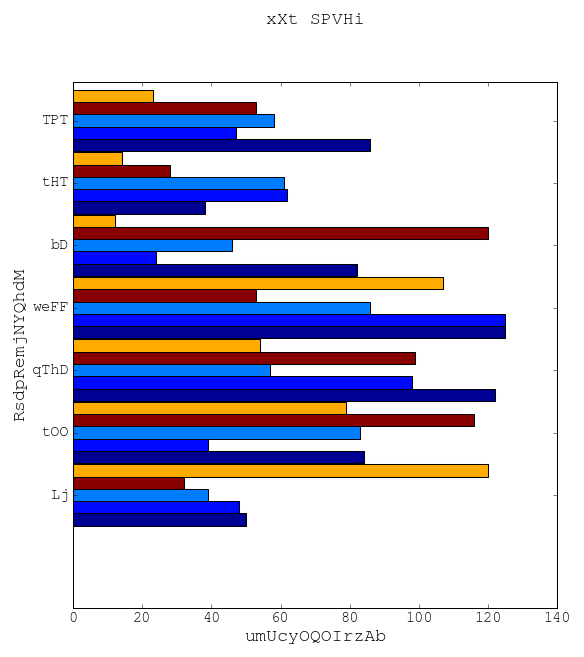 xXt SPVHi
TPT
tHT
bD
weFF
qThD
tOO
Lj
RsdpRemjNYQhdM
0 20 40 60 80 100 120 140
umUcyOQOIrzAb